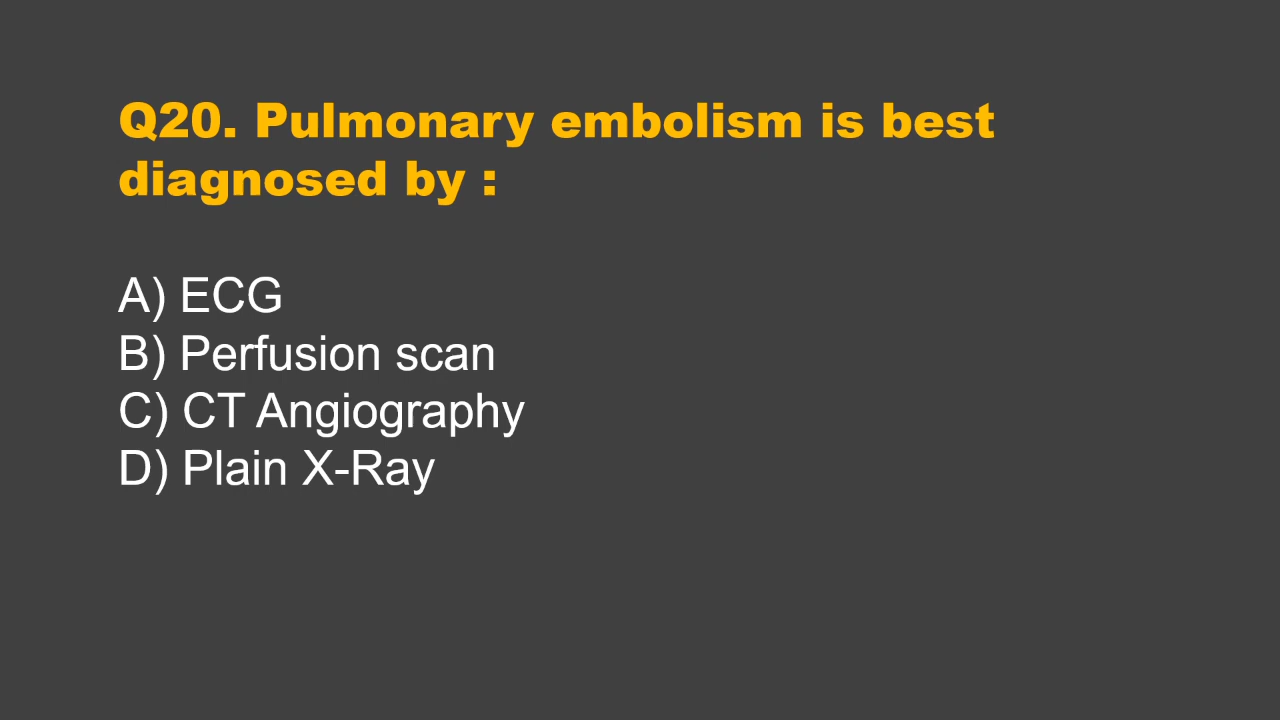 Q20. Pulmonary embolism is best
diagnosed by :
A) ECG
B) Perfusion scan
C) CT Angiography
D) Plain X-Ray